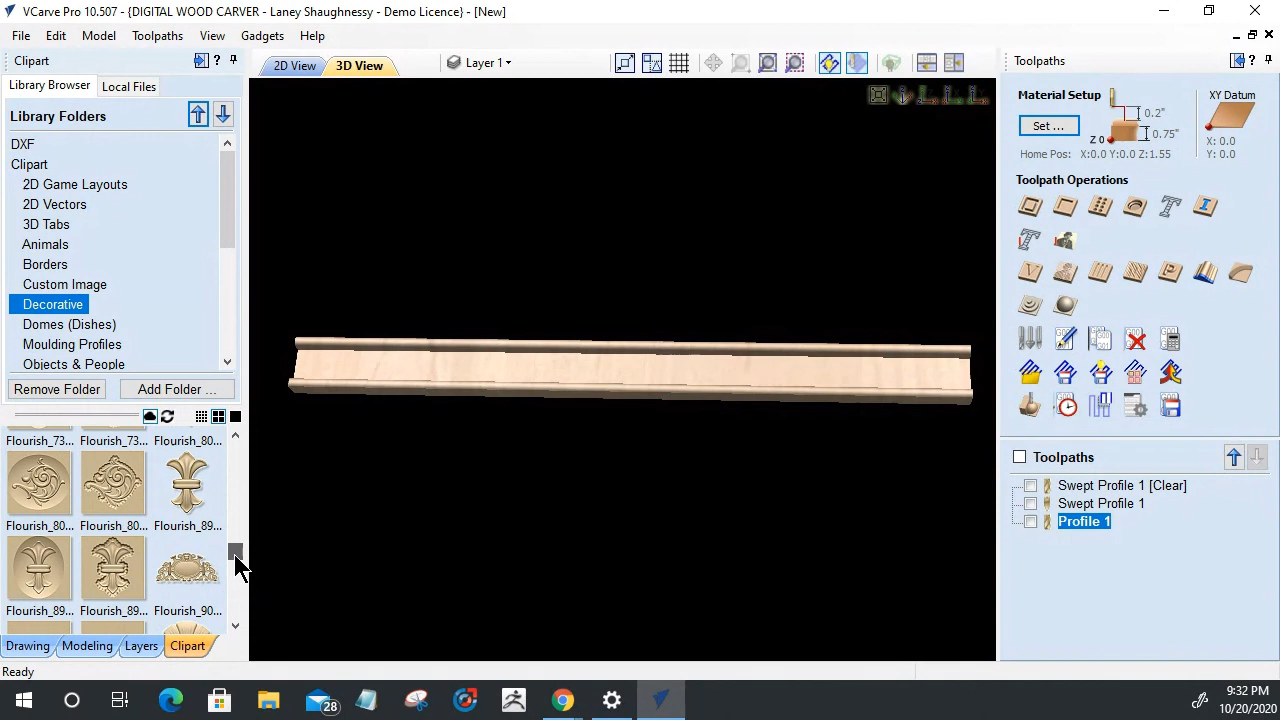 VCarve Pro 10.507 - {DIGITAL WOOD CARVER - Laney Shaughnessy - Demo Licence} - [New]
File Edit Model Toolpaths View Gadgets Help
Clipart
Library Browser Local Files
Library Folders
DXF
Clipart
2D Game Layouts
2D Vectors
3D Tabs
Animals
Borders
Custom Image
Decorative
Domes (Dishes)
Moulding Profiles
Objects & People
Remove Folder Add Folder ...
Flourish_73... Flourish_73... Flourish_80...
Flourish_80... Flourish_80... Flourish_89...
Flourish_89... Flourish_89... Flourish_90...
Drawing Modeling Layers Clipart
Ready
2D View 3D View Layer 1
Toolpaths
Material Setup
Set ...
0.2"
Z 0
0.75"
Home Pos: X:0.0 Y:0.0 Z:1.55
XY Datum
X: 0.0
Y: 0.0
Toolpath Operations
Toolpaths
Swept Profile 1 [Clear]
Swept Profile 1
Profile 1
28
9:32 PM
10/20/2020